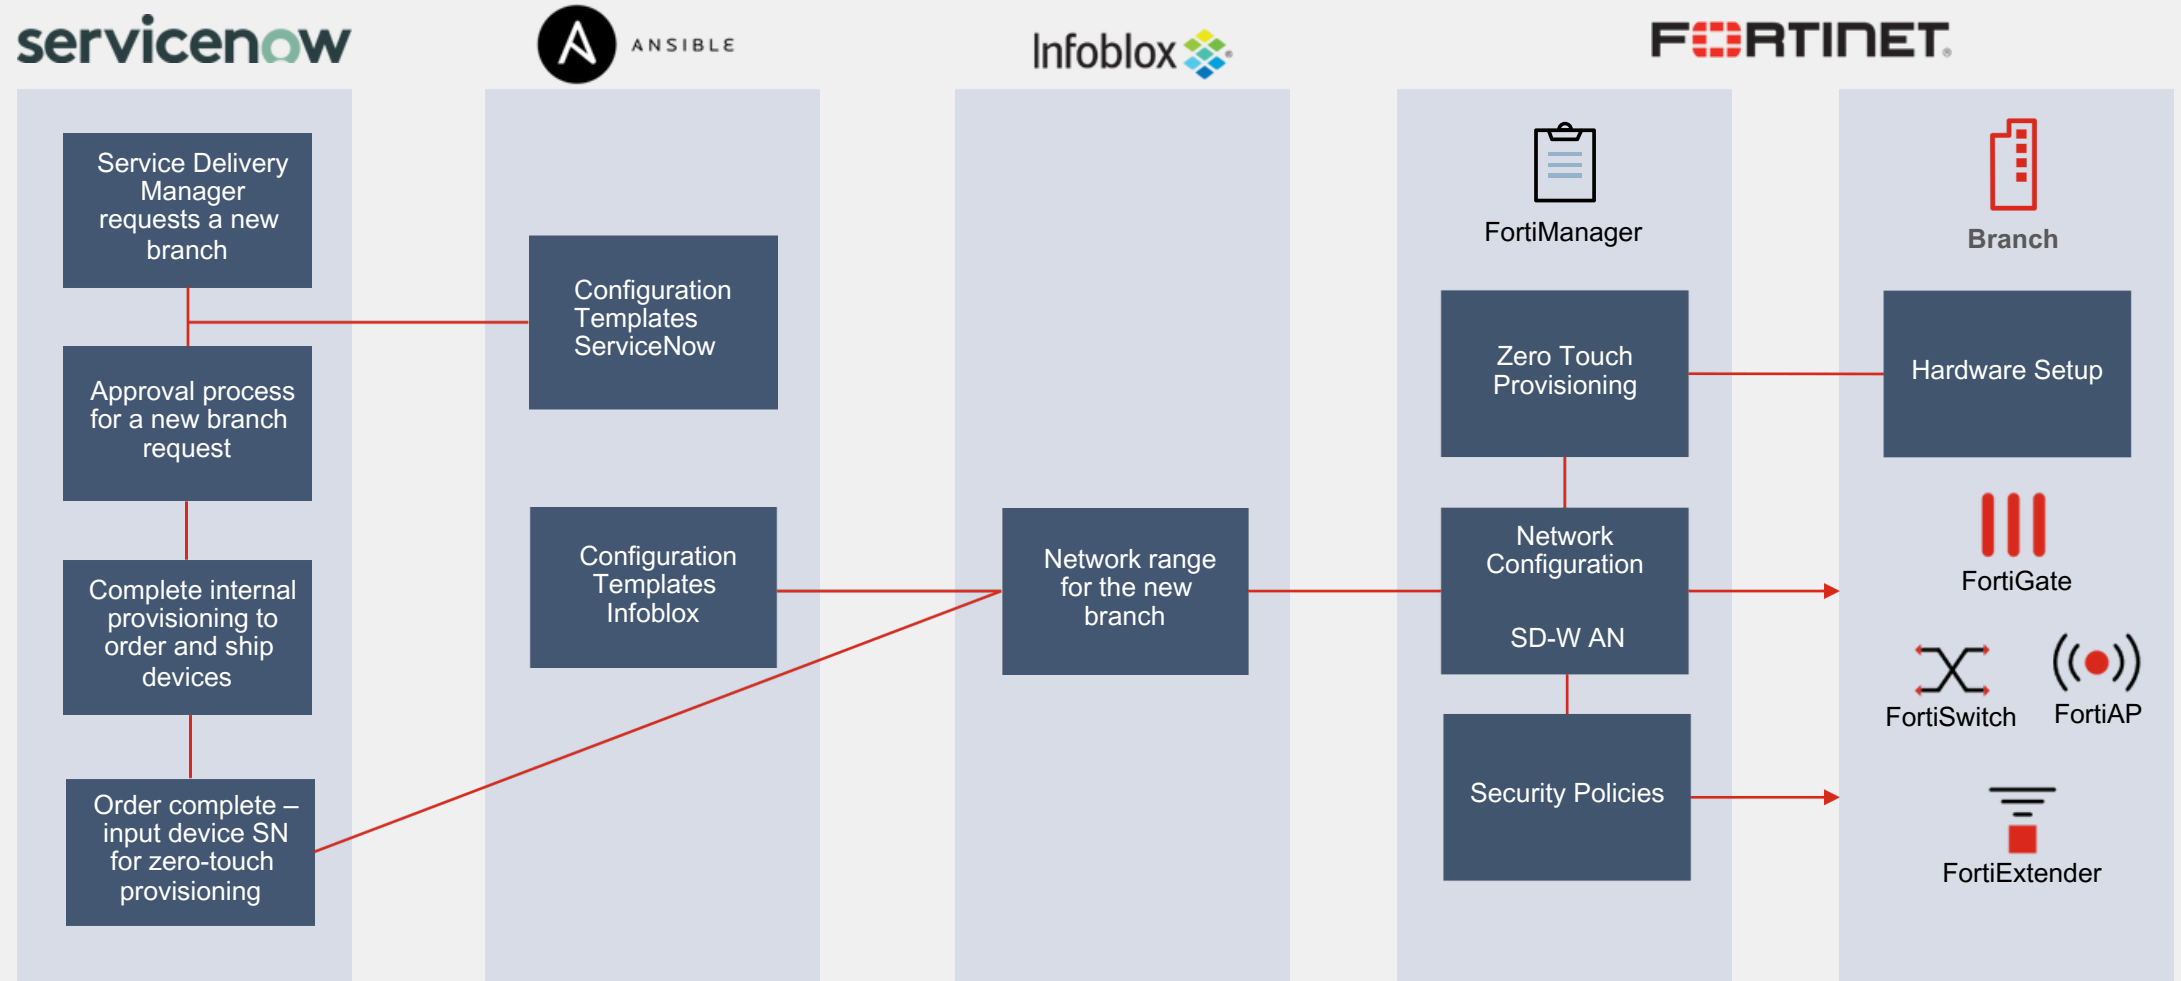 servicenow
ANSIBLE
Infoblox
FORTINET
Service Delivery
Manager
requests a new
branch
Approval process
for a new branch
request
Complete internal
provisioning to
order and ship
devices
Order complete –
input device SN
for zero-touch
provisioning
Configuration
Templates
ServiceNow
Configuration
Templates
Infoblox
Network range
for the new
branch
FortiManager
Zero Touch
Provisioning
Network
Configuration
SD-W AN
Security Policies
Branch
Hardware Setup
FortiGate
FortiSwitch
FortiAP
FortiExtender